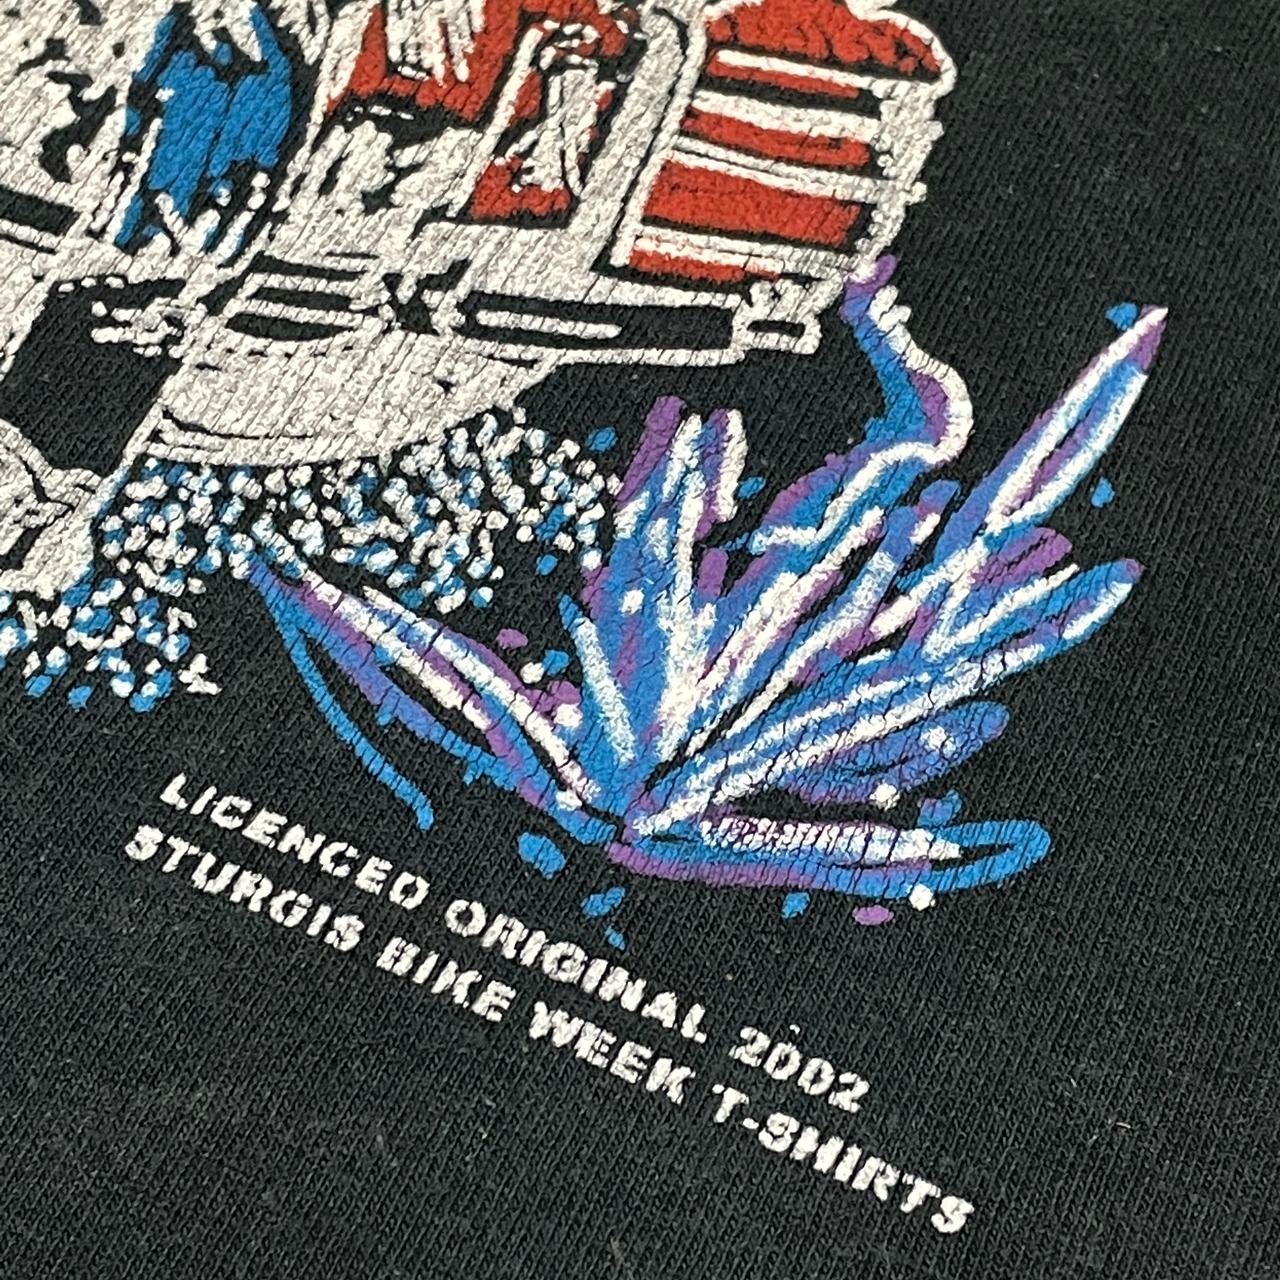 LICENCED ORIGINAL 2002
STURGIS BIKE WEEK T-SHIRTS